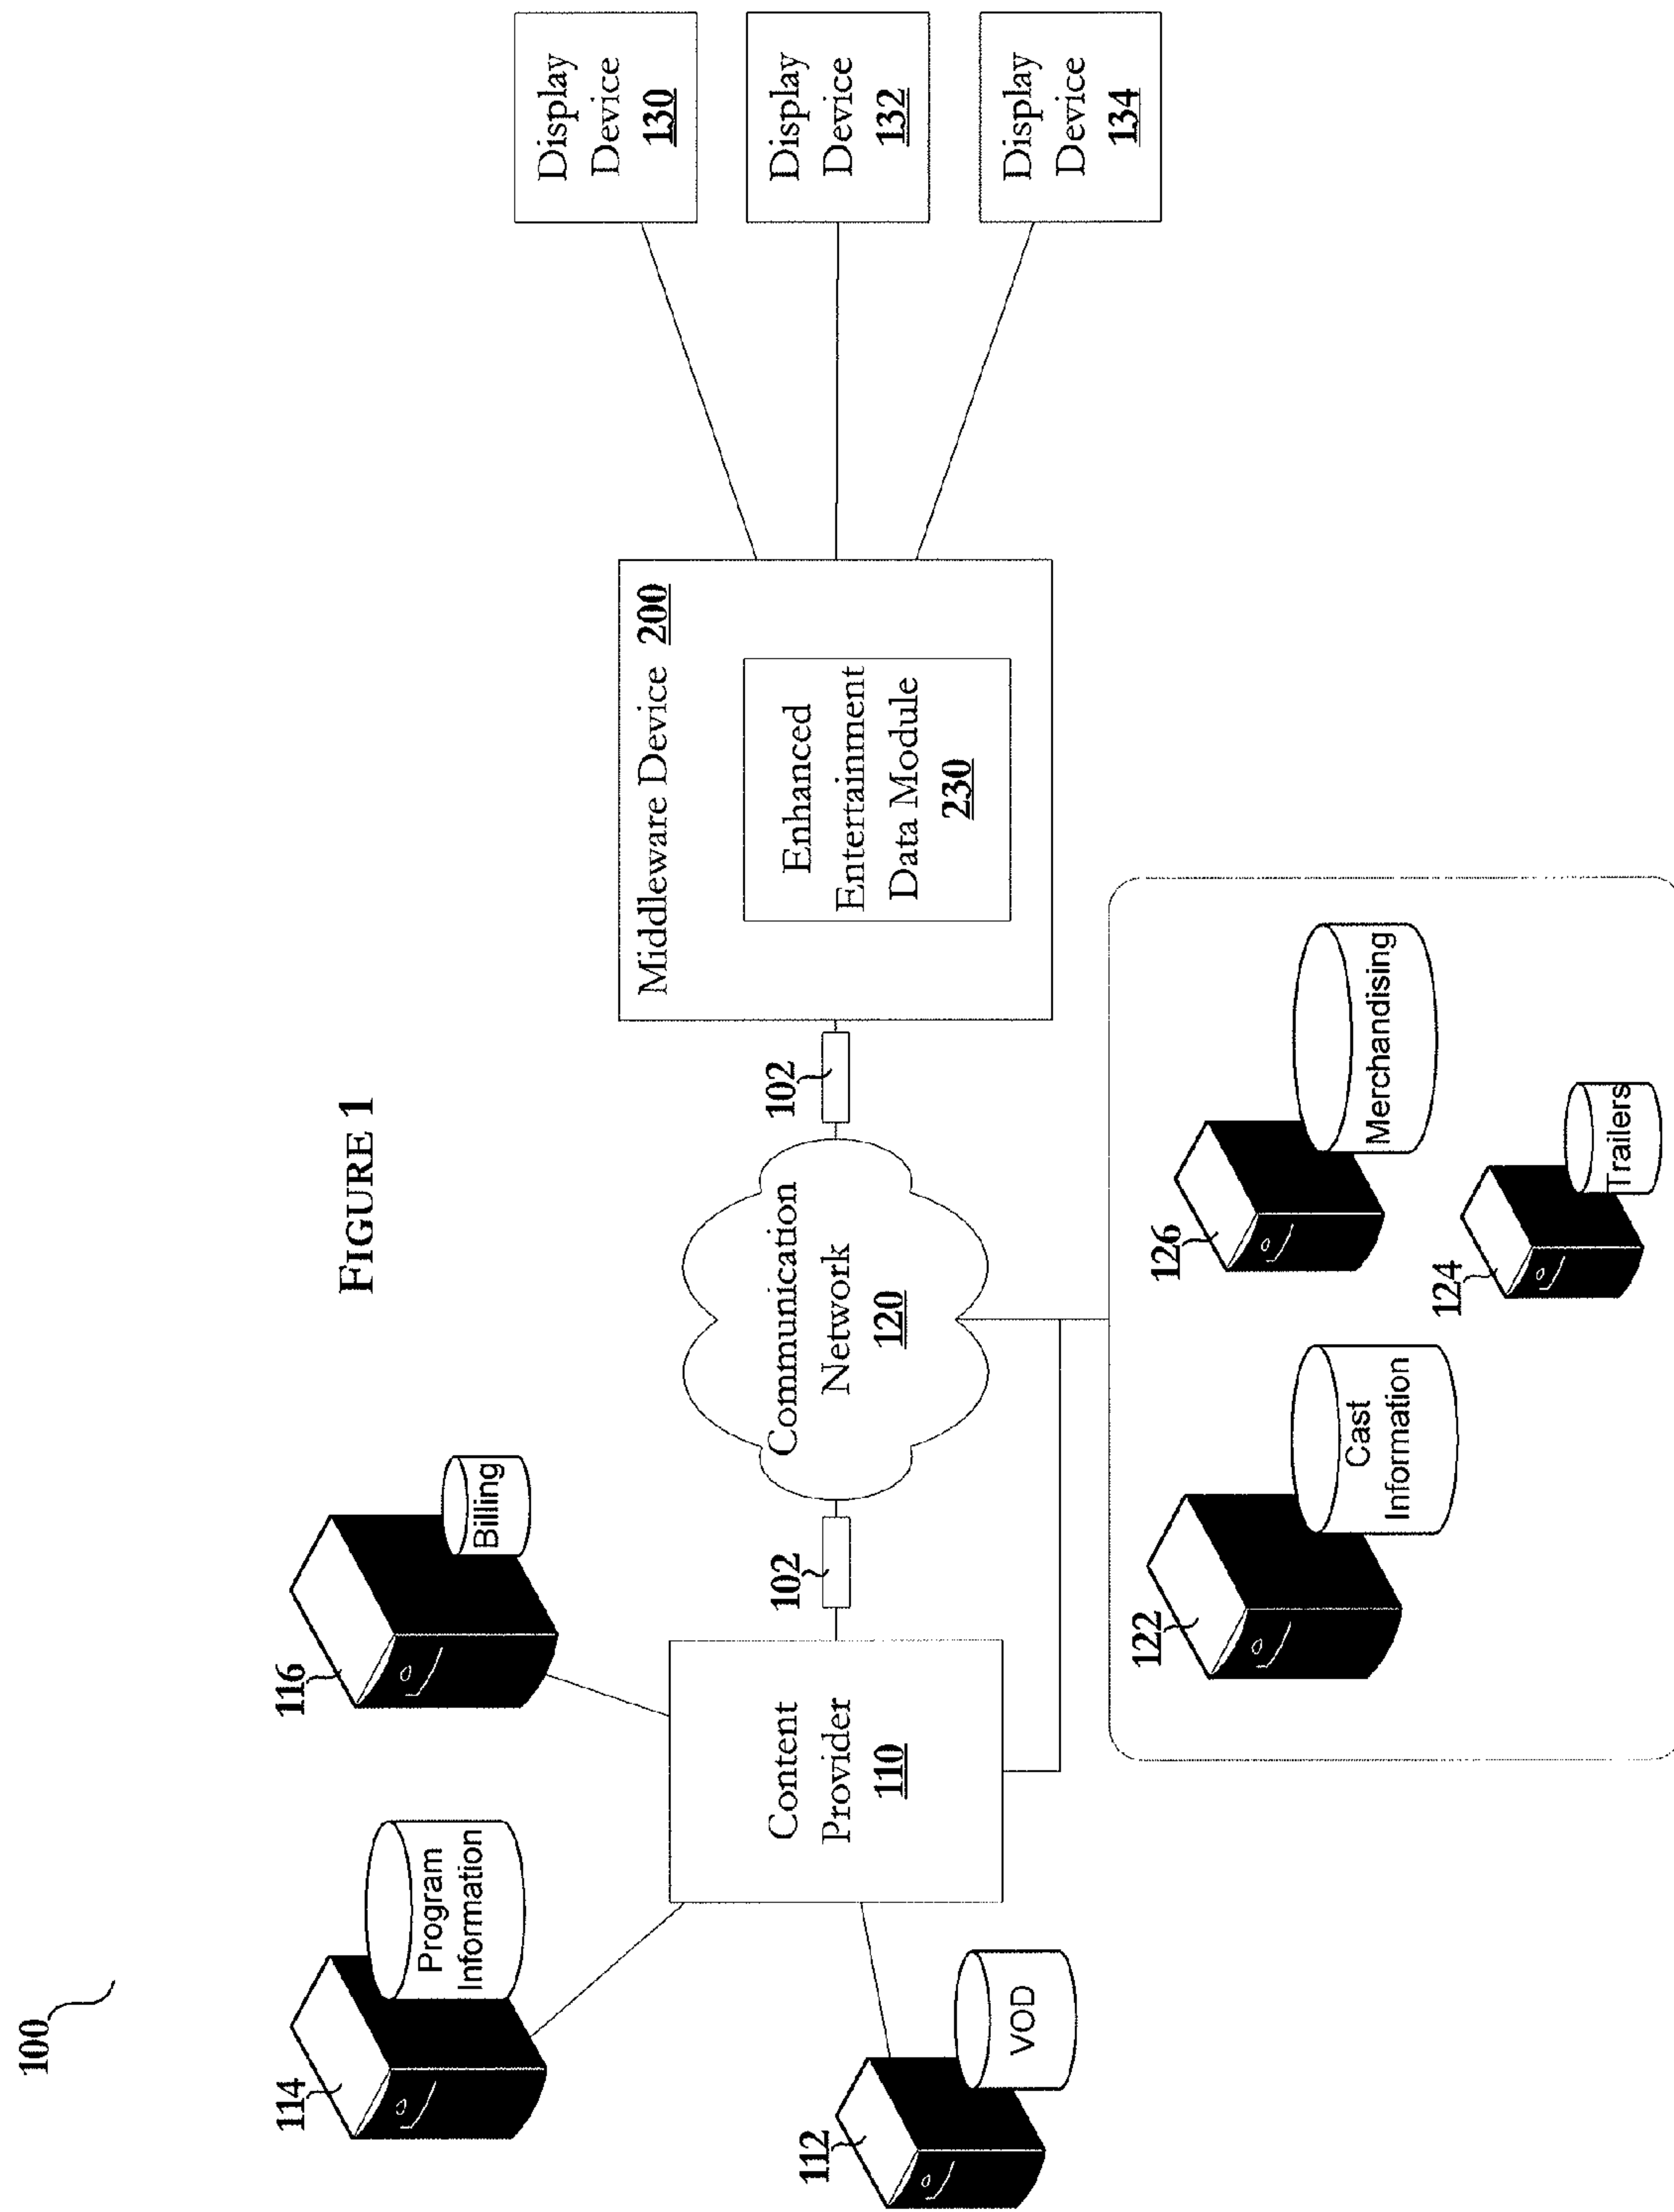 100
FIGURE 1
114
Program
Information
116
Billing
112
VOD
Content
Provider
110
102
Communication
Network
120
102
Middleware Device 200
Enhanced
Entertainment
Data Module
230
Display
Device
130
Display
Device
132
Display
Device
134
122
Cast
Information
126
Merchandising
124
Trailers